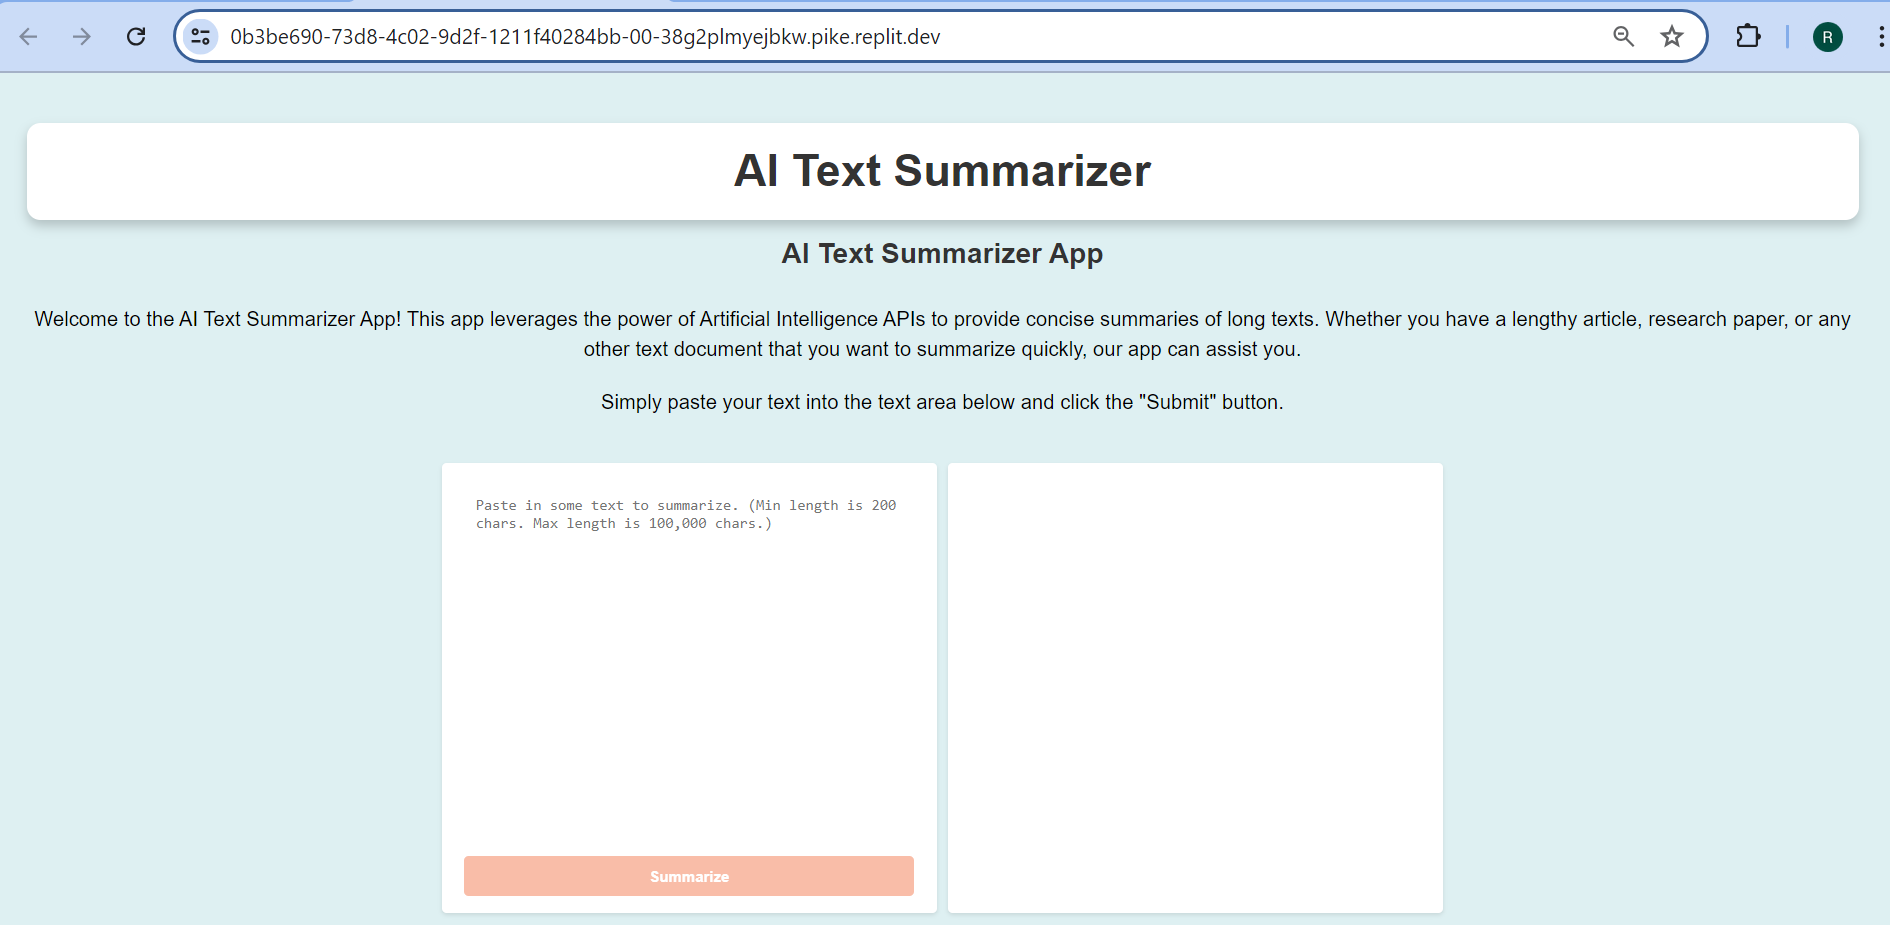 0b3be690-73d8-4c02-9d2f-1211f40284bb-00-38g2plmyejbkw.pike.replit.dev
R
AI Text Summarizer
AI Text Summarizer App
Welcome to the AI Text Summarizer App! This app leverages the power of Artificial Intelligence APIs to provide concise summaries of long texts. Whether you have a lengthy article, research paper, or any
other text document that you want to summarize quickly, our app can assist you.
Simply paste your text into the text area below and click the "Submit" button.
Paste in some text to summarize. (Min length is 200
chars. Max length is 100,000 chars.)
Summarize